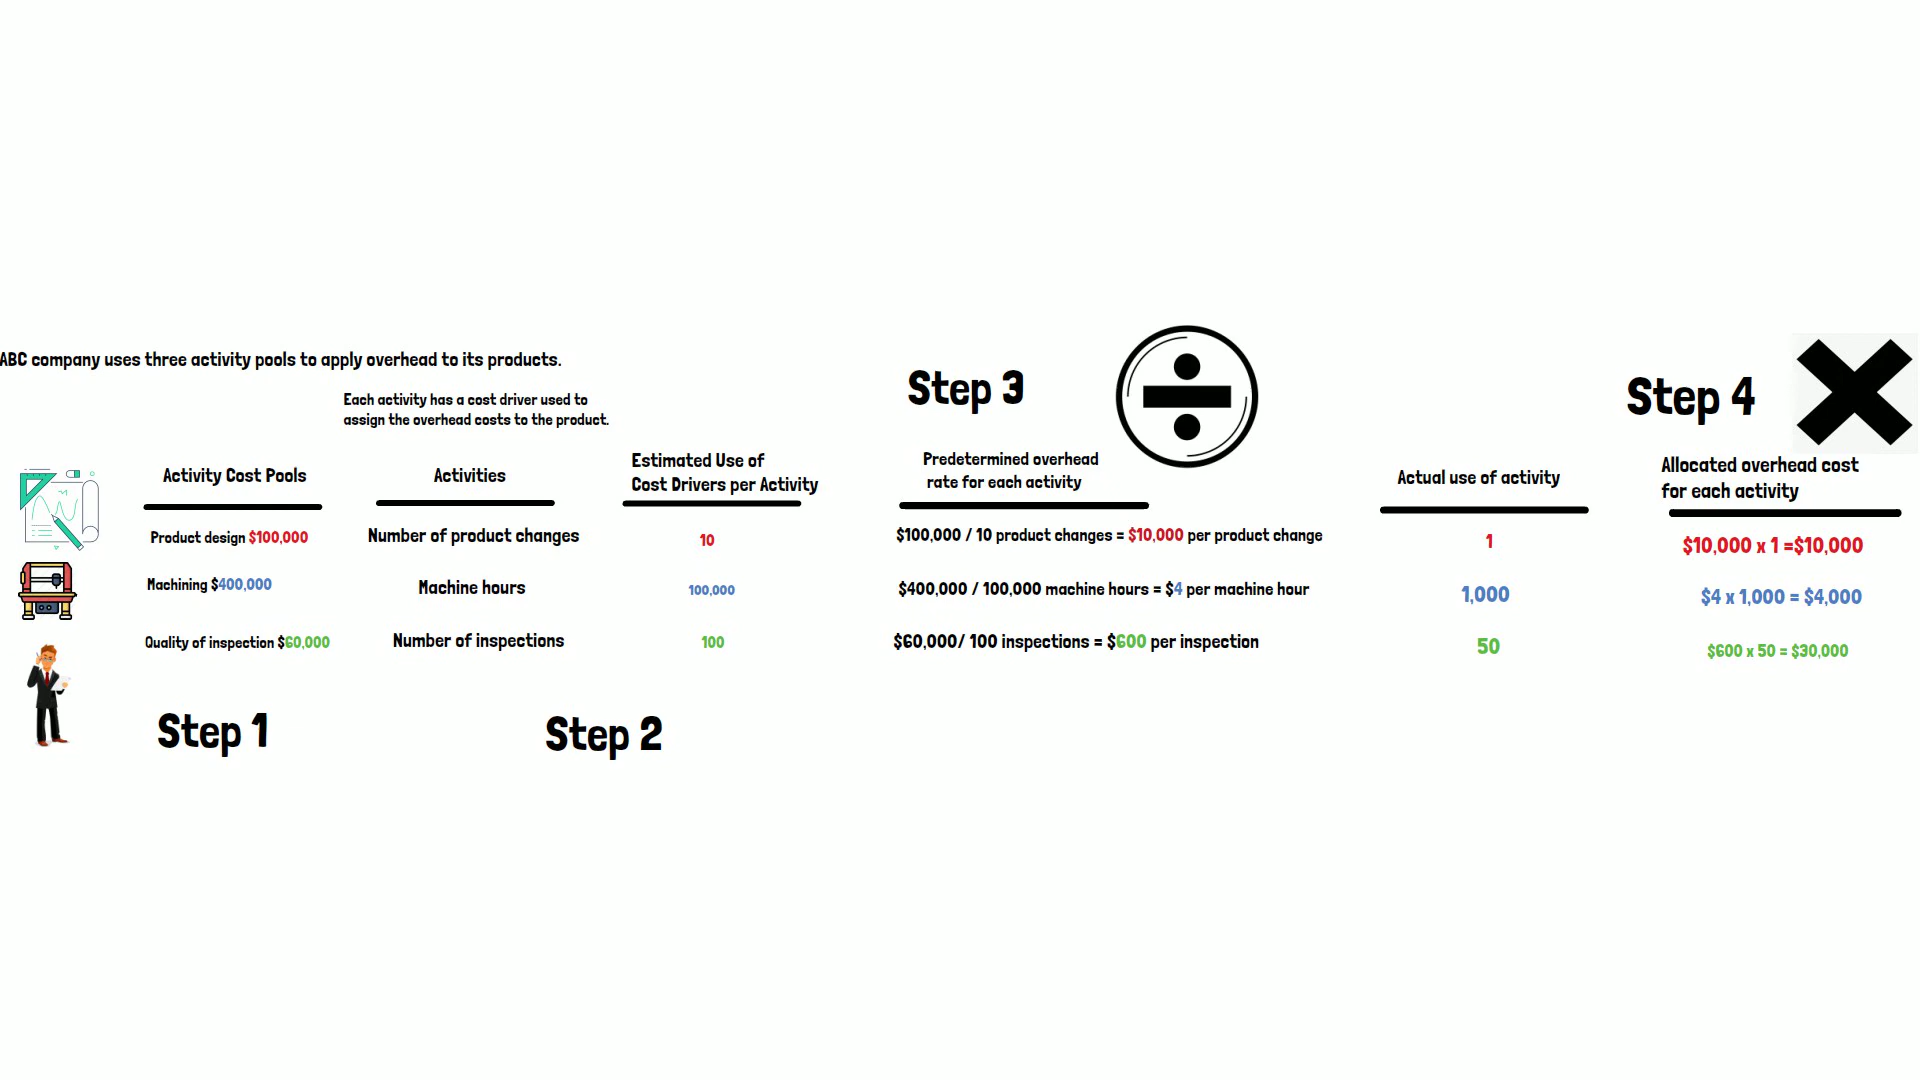 ABC company uses three activity pools to apply overhead to its products.
Each activity has a cost driver used to
assign the overhead costs to the product.
Activity Cost Pools
Product design $100,000
Machining $400,000
Quality of inspection $60,000
Step 1
Activities
Number of product changes
Machine hours
Number of inspections
Estimated Use of
Cost Drivers per Activity
10
100,000
100
Step 2
Step 3
Predetermined overhead
rate for each activity
$100,000 / 10 product changes = $10,000 per product change
$400,000 / 100,000 machine hours = $4 per machine hour
$60,000/ 100 inspections = $600 per inspection
Actual use of activity
1
1,000
50
Step 4
Allocated overhead cost
for each activity
$10,000 x 1 =$10,000
$4 x 1,000 = $4,000
$600 x 50 = $30,000